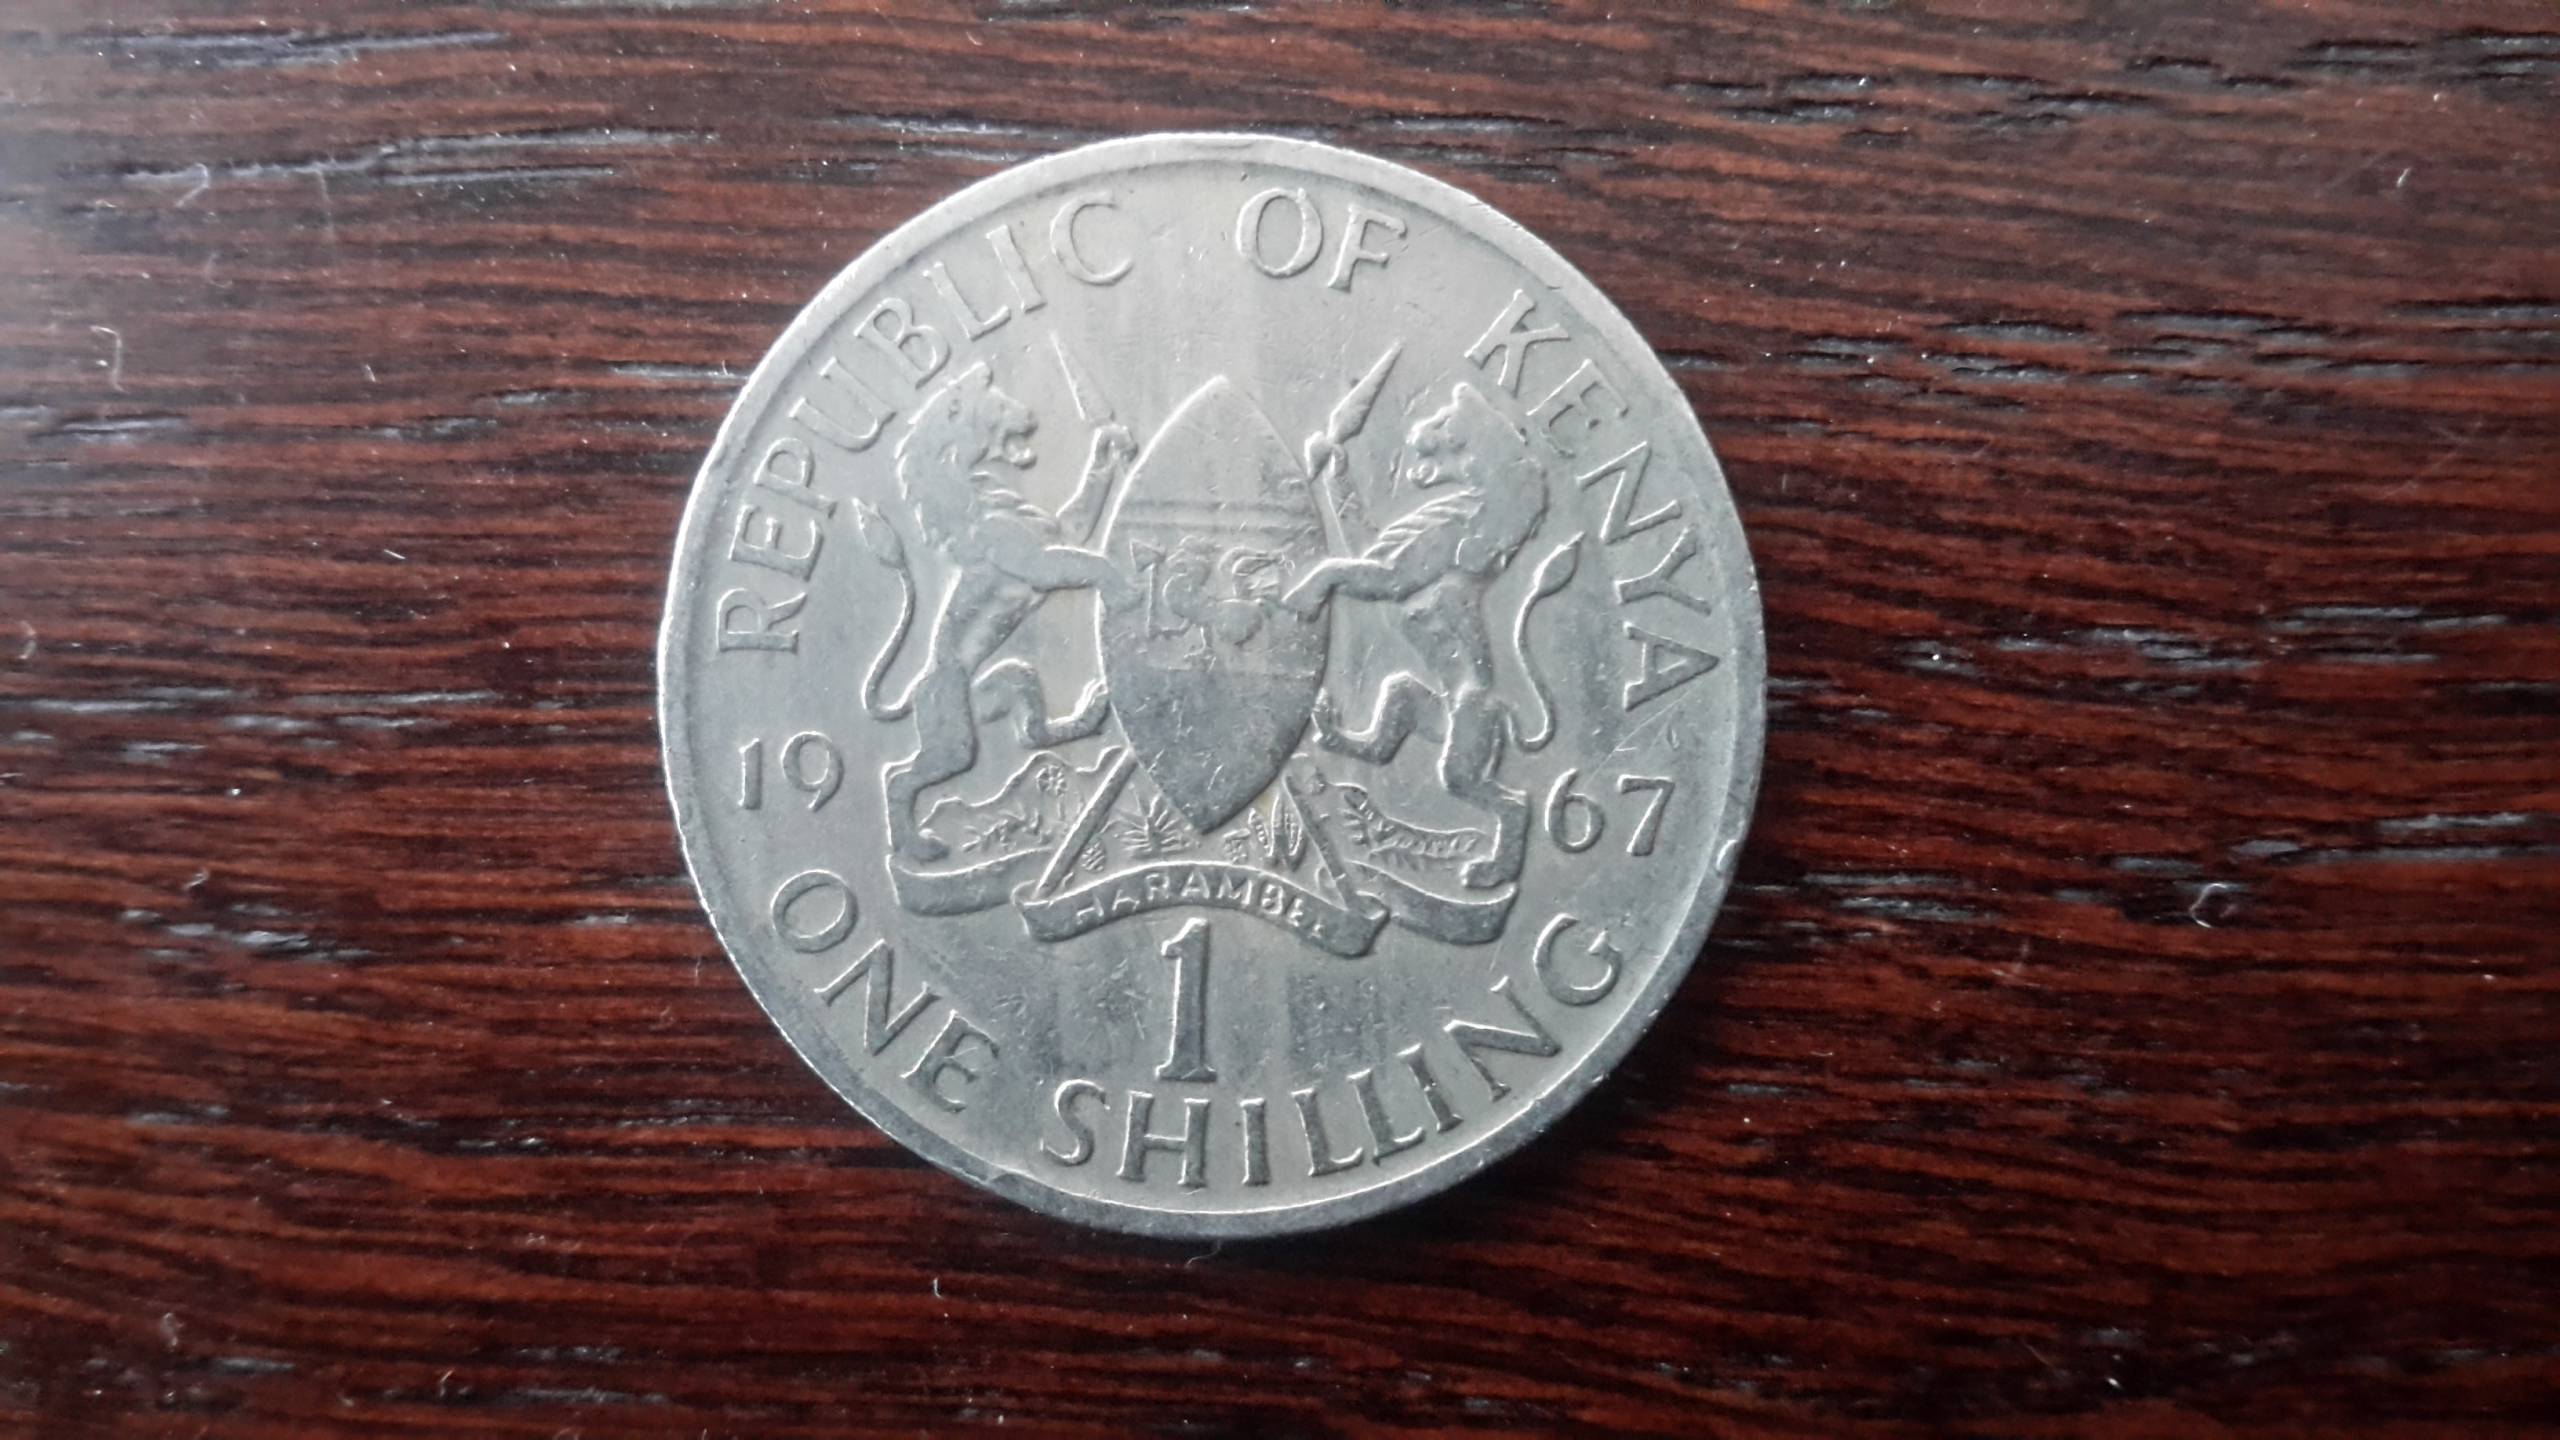 REPUBLIC OF KENYA
19 67
HARAMBEE
1
ONE SHILLING